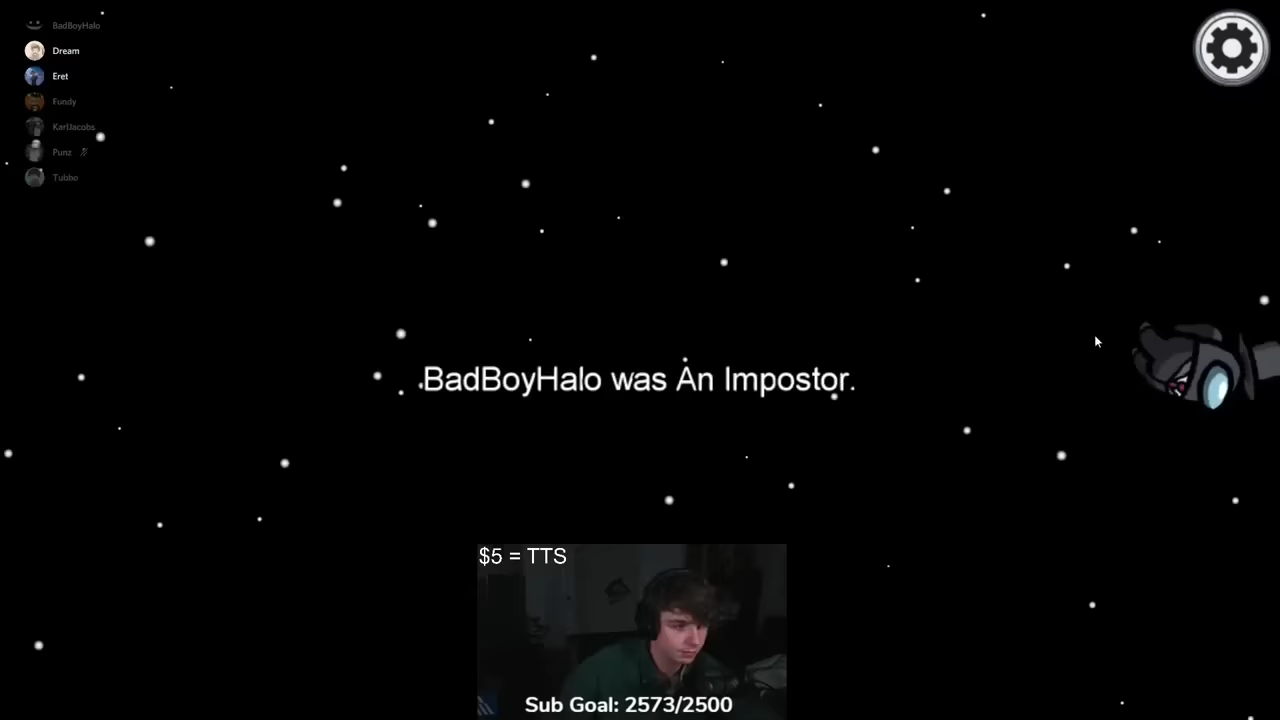 BadBoyHalo
Dream
Eret
Fundy
KarlJacobs
Punz
Tubbo
BadBoyHalo was An Impostor.
$5 = TTS
Sub Goal: 2573/2500